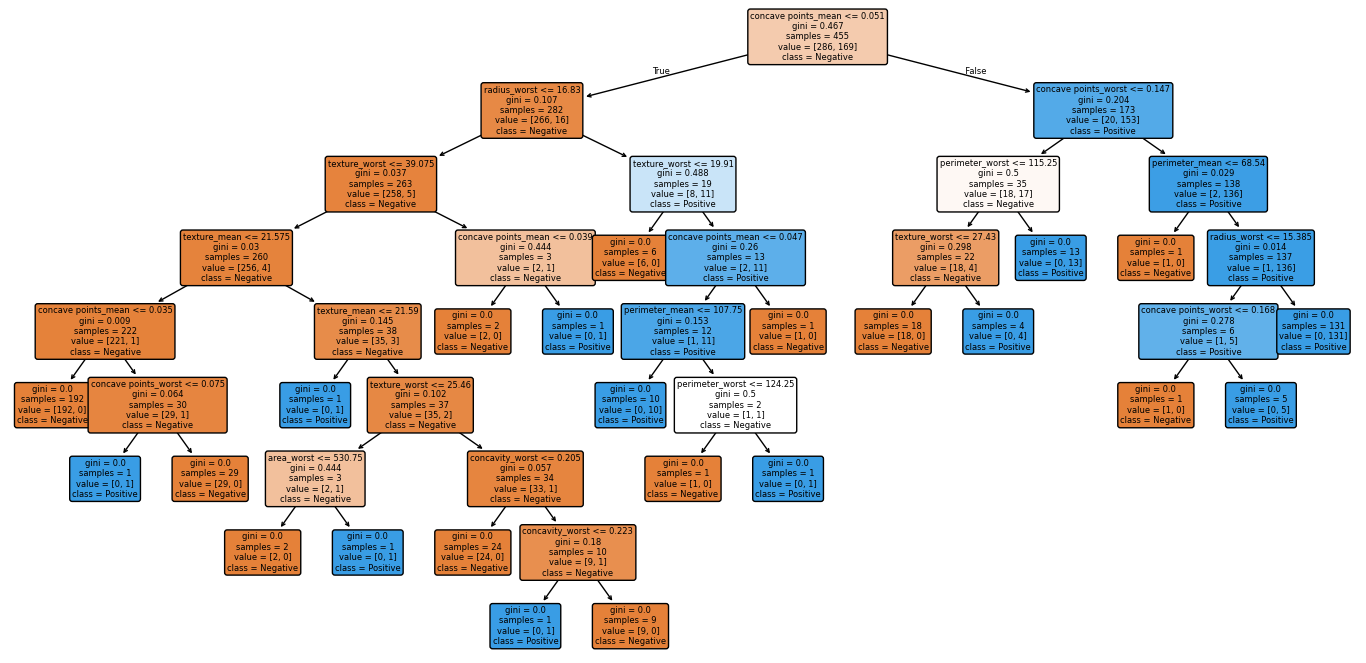 concave points_mean <= 0.051
gini = 0.467
samples = 455
value = [286, 169]
class = Negative
True
False
radius_worst <= 16.83
gini = 0.107
samples = 282
value = [266, 16]
class = Negative
concave points_worst <= 0.147
gini = 0.204
samples = 173
value = [20, 153]
class = Positive
texture_worst <= 39.075
gini = 0.037
samples = 263
value = [258, 5]
class = Negative
texture_worst <= 19.91
gini = 0.488
samples = 19
value = [8, 11]
class = Positive
perimeter_worst <= 115.25
gini = 0.5
samples = 35
value = [18, 17]
class = Negative
perimeter_mean <= 68.54
gini = 0.029
samples = 138
value = [2, 136]
class = Positive
texture_mean <= 21.575
gini = 0.03
samples = 260
value = [256, 4]
class = Negative
concave points_mean <= 0.039
gini = 0.444
samples = 3
value = [2, 1]
class = Negative
gini = 0.0
samples = 6
value = [6, 0]
class = Negative
concave points_mean <= 0.047
gini = 0.26
samples = 13
value = [2, 11]
class = Positive
texture_worst <= 27.43
gini = 0.298
samples = 22
value = [18, 4]
class = Negative
gini = 0.0
samples = 13
value = [0, 13]
class = Positive
gini = 0.0
samples = 1
value = [1, 0]
class = Negative
radius_worst <= 15.385
gini = 0.014
samples = 137
value = [1, 136]
class = Positive
concave points_mean <= 0.035
gini = 0.009
samples = 222
value = [221, 1]
class = Negative
texture_mean <= 21.59
gini = 0.145
samples = 38
value = [35, 3]
class = Negative
gini = 0.0
samples = 2
value = [2, 0]
class = Negative
gini = 0.0
samples = 1
value = [0, 1]
class = Positive
perimeter_mean <= 107.75
gini = 0.153
samples = 12
value = [1, 11]
class = Positive
gini = 0.0
samples = 1
value = [1, 0]
class = Negative
gini = 0.0
samples = 18
value = [18, 0]
class = Negative
gini = 0.0
samples = 4
value = [0, 4]
class = Positive
concave points_worst <= 0.168
gini = 0.278
samples = 6
value = [1, 5]
class = Positive
gini = 0.0
samples = 131
value = [0, 131]
class = Positive
gini = 0.0
samples = 192
value = [192, 0]
class = Negative
concave points_worst <= 0.075
gini = 0.064
samples = 30
value = [29, 1]
class = Negative
gini = 0.0
samples = 1
value = [0, 1]
class = Positive
texture_worst <= 25.46
gini = 0.102
samples = 37
value = [35, 2]
class = Negative
gini = 0.0
samples = 10
value = [0, 10]
class = Positive
perimeter_worst <= 124.25
gini = 0.5
samples = 2
value = [1, 1]
class = Negative
gini = 0.0
samples = 1
value = [1, 0]
class = Negative
gini = 0.0
samples = 5
value = [0, 5]
class = Positive
gini = 0.0
samples = 1
value = [0, 1]
class = Positive
gini = 0.0
samples = 29
value = [29, 0]
class = Negative
area_worst <= 530.75
gini = 0.444
samples = 3
value = [2, 1]
class = Negative
concavity_worst <= 0.205
gini = 0.057
samples = 34
value = [33, 1]
class = Negative
gini = 0.0
samples = 1
value = [1, 0]
class = Negative
gini = 0.0
samples = 1
value = [0, 1]
class = Positive
gini = 0.0
samples = 2
value = [2, 0]
class = Negative
gini = 0.0
samples = 1
value = [0, 1]
class = Positive
gini = 0.0
samples = 24
value = [24, 0]
class = Negative
concavity_worst <= 0.223
gini = 0.18
samples = 10
value = [9, 1]
class = Negative
gini = 0.0
samples = 1
value = [0, 1]
class = Positive
gini = 0.0
samples = 9
value = [9, 0]
class = Negative